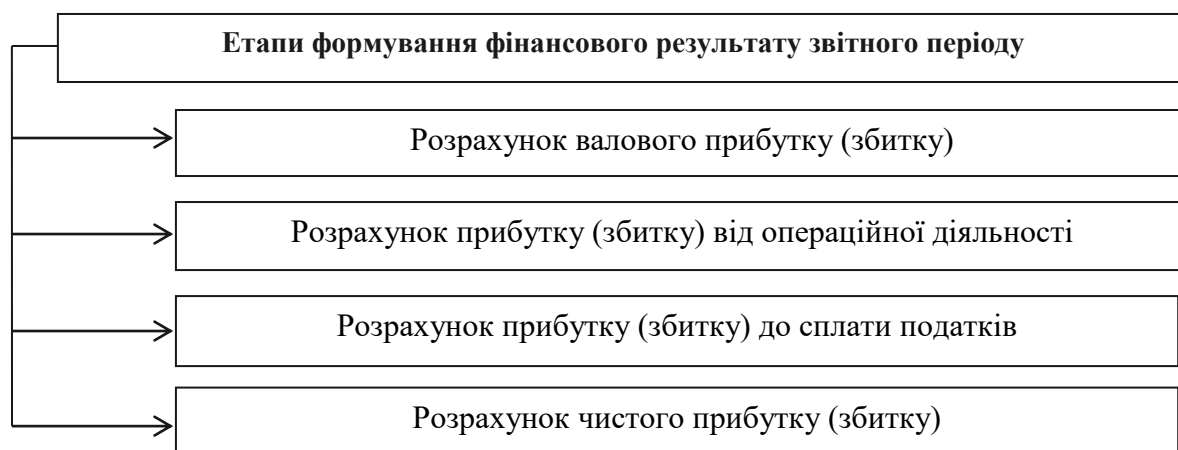 Етапи формування фінансового результату звітного періоду
Розрахунок валового прибутку (збитку)
Розрахунок прибутку (збитку) від операційної діяльності
Розрахунок прибутку (збитку) до сплати податків
Розрахунок чистого прибутку (збитку)